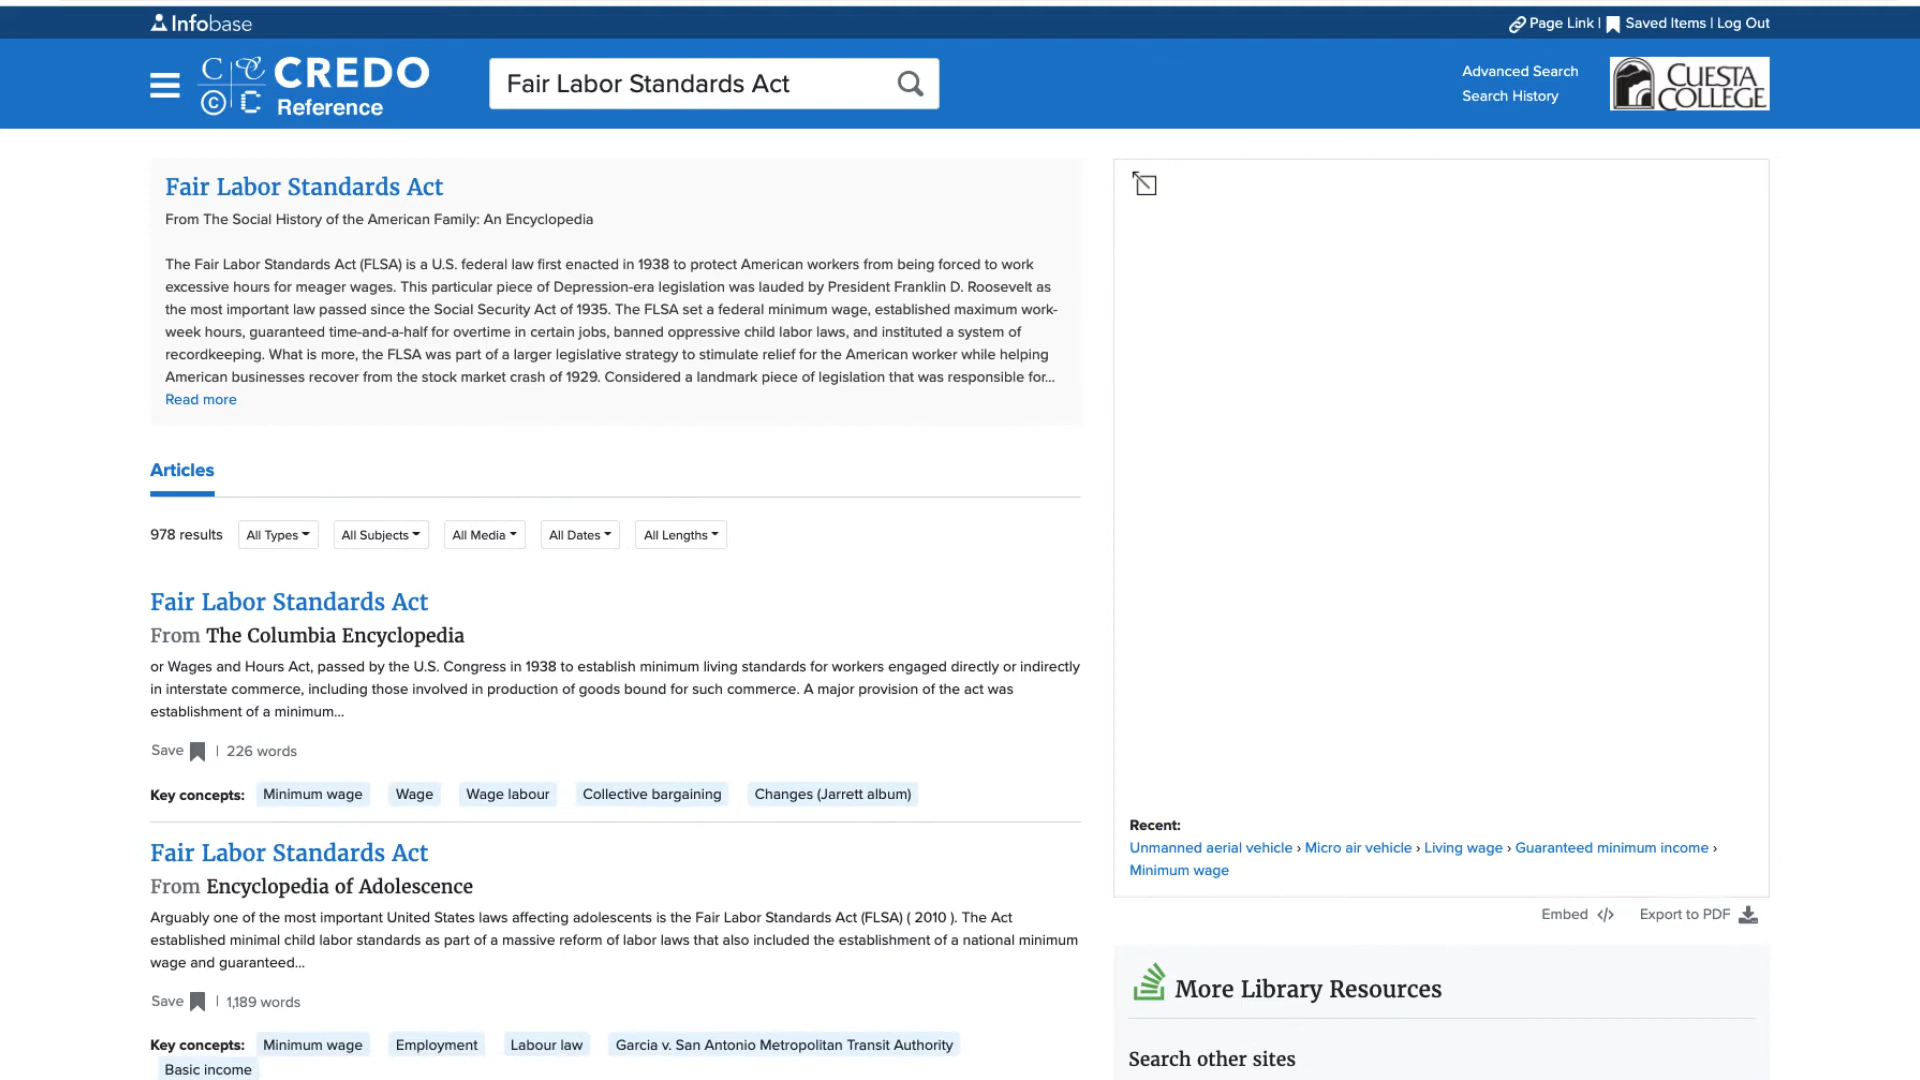 Infobase
Page Link | Saved Items | Log Out
CREDO
Reference
Fair Labor Standards Act
Advanced Search
Search History
CUESTA
COLLEGE
Fair Labor Standards Act
From The Social History of the American Family: An Encyclopedia
The Fair Labor Standards Act (FLSA) is a U.S. federal law first enacted in 1938 to protect American workers from being forced to work
excessive hours for meager wages. This particular piece of Depression-era legislation was lauded by President Franklin D. Roosevelt as
the most important law passed since the Social Security Act of 1935. The FLSA set a federal minimum wage, established maximum work-
week hours, guaranteed time-and-a-half for overtime in certain jobs, banned oppressive child labor laws, and instituted a system of
recordkeeping. What is more, the FLSA was part of a larger legislative strategy to stimulate relief for the American worker while helping
American businesses recover from the stock market crash of 1929. Considered a landmark piece of legislation that was responsible for...
Read more
Articles
978 results All Types All Subjects All Media All Dates All Lengths
Fair Labor Standards Act
From The Columbia Encyclopedia
or Wages and Hours Act, passed by the U.S. Congress in 1938 to establish minimum living standards for workers engaged directly or indirectly
in interstate commerce, including those involved in production of goods bound for such commerce. A major provision of the act was
establishment of a minimum...
Save | 226 words
Key concepts: Minimum wage Wage Wage labour Collective bargaining Changes (Jarrett album)
Fair Labor Standards Act
From Encyclopedia of Adolescence
Arguably one of the most important United States laws affecting adolescents is the Fair Labor Standards Act (FLSA) ( 2010 ). The Act
established minimal child labor standards as part of a massive reform of labor laws that also included the establishment of a national minimum
wage and guaranteed...
Save | 1,189 words
Key concepts: Minimum wage Employment Labour law Garcia v. San Antonio Metropolitan Transit Authority
Basic income
Recent:
Unmanned aerial vehicle › Micro air vehicle › Living wage › Guaranteed minimum income ›
Minimum wage
Embed </> Export to PDF
More Library Resources
Search other sites